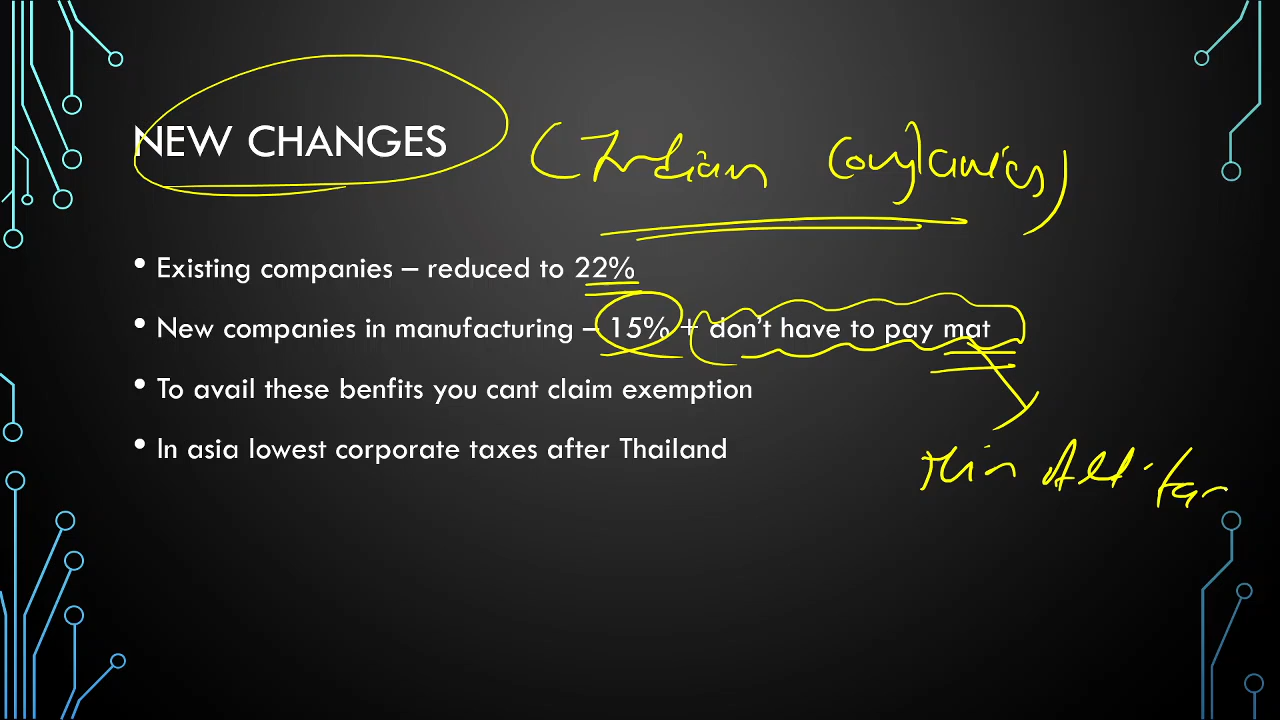 NEW CHANGES (Indian Companies)
• Existing companies – reduced to 22%
• New companies in manufacturing – 15% + don't have to pay mat
• To avail these benfits you cant claim exemption
• In asia lowest corporate taxes after Thailand
Min Alt. Tax